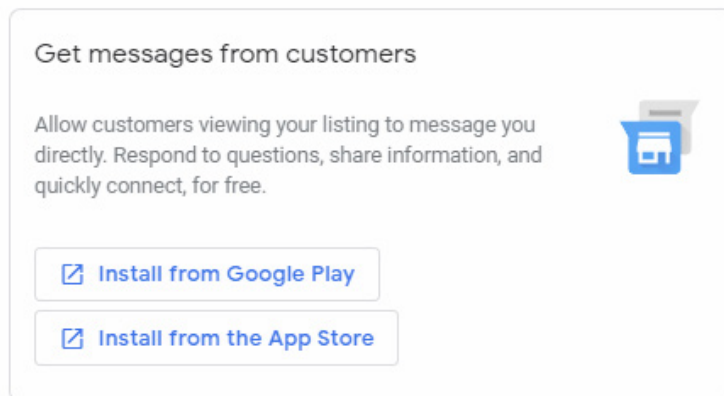 Get messages from customers
Allow customers viewing your listing to message you
directly. Respond to questions, share information, and
quickly connect, for free.
Install from Google Play
Install from the App Store